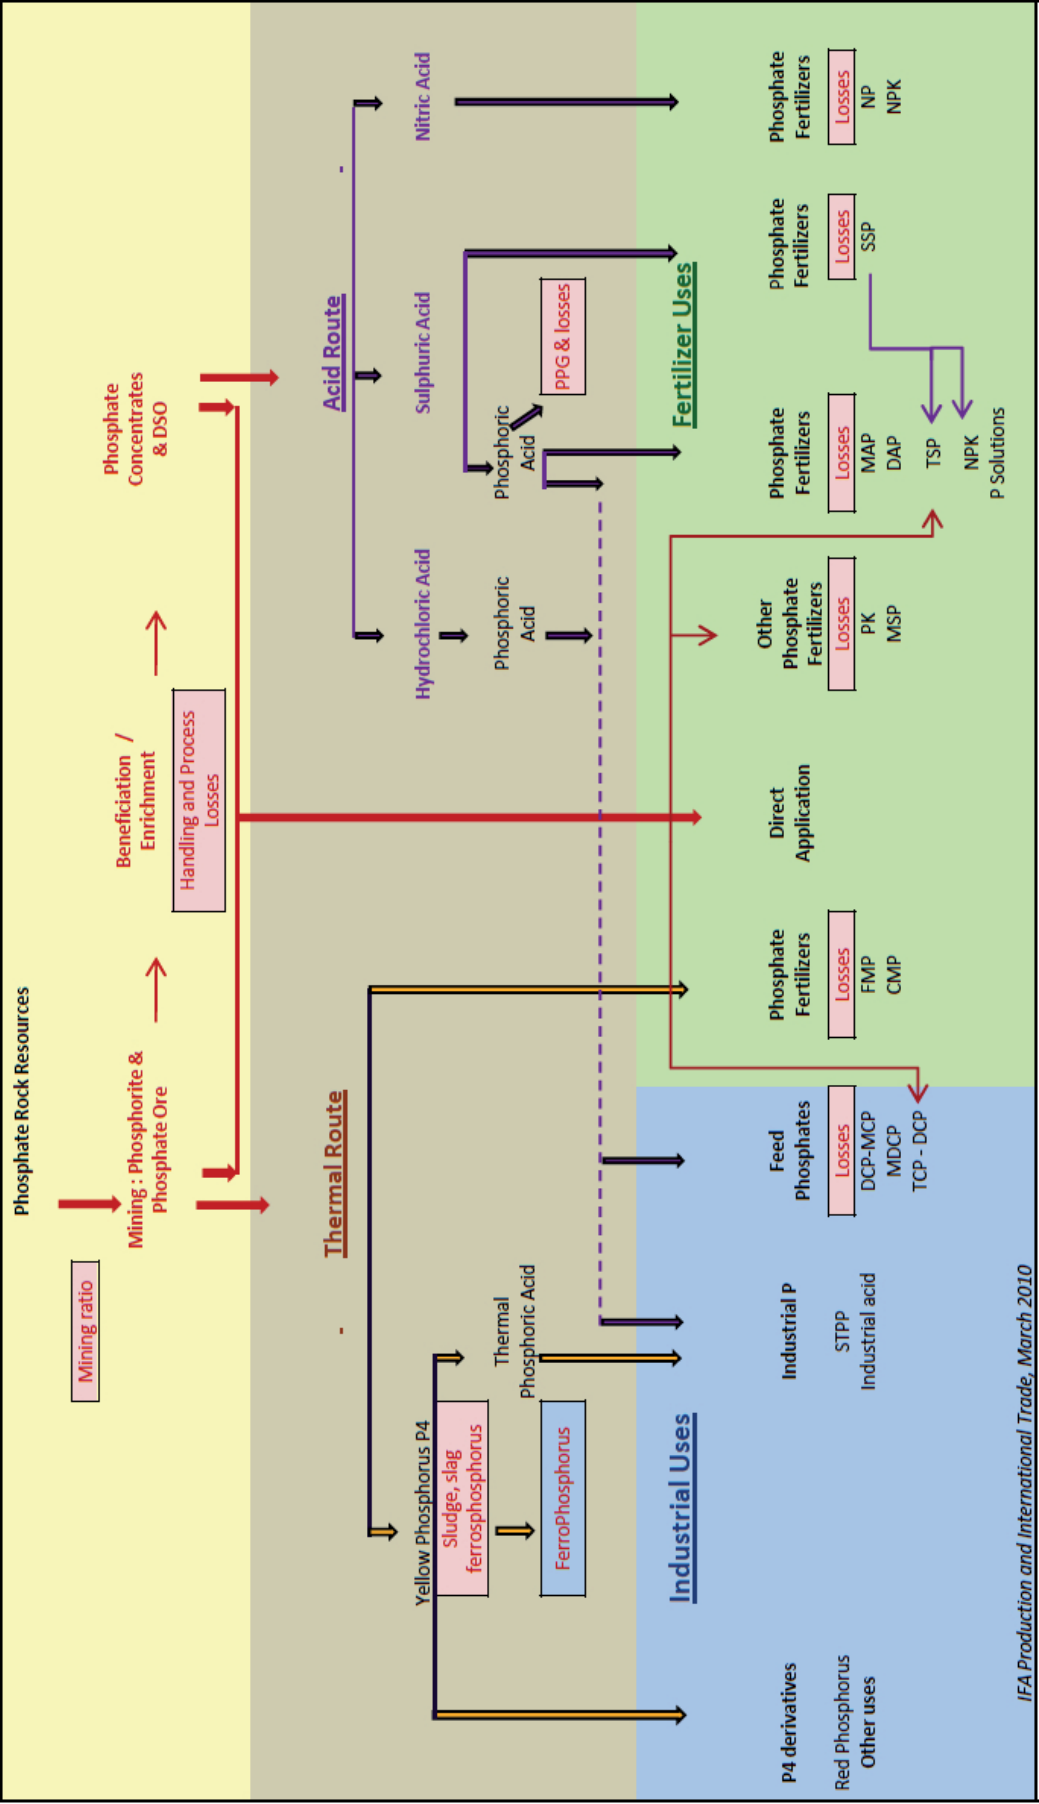 Phosphate Rock Resources
Mining ratio
Mining : Phosphorite &
Phosphate Ore
Beneficiation /
Enrichment
Handling and Process
Losses
Phosphate
Concentrates
& DSO
- Thermal Route
Acid Route -
Yellow Phosphorus P4
Sludge, slag
ferrosphosphorus
FerroPhosphorus
Thermal
Phosphoric Acid
Hydrochloric Acid
Phosphoric
Acid
Sulphuric Acid
Phosphoric
Acid
PPG & losses
Nitric Acid
Industrial Uses
Fertilizer Uses
P4 derivatives
Red Phosphorus
Other uses
Industrial P
STPP
Industrial acid
Feed
Phosphates
Losses
DCP-MCP
MDCP
TCP - DCP
Phosphate
Fertilizers
Losses
FMP
CMP
Direct
Application
Other
Phosphate
Fertilizers
Losses
PK
MSP
Phosphate
Fertilizers
Losses
MAP
DAP
TSP
NPK
P Solutions
Phosphate
Fertilizers
Losses
SSP
Phosphate
Fertilizers
Losses
NP
NPK
IFA Production and International Trade, March 2010